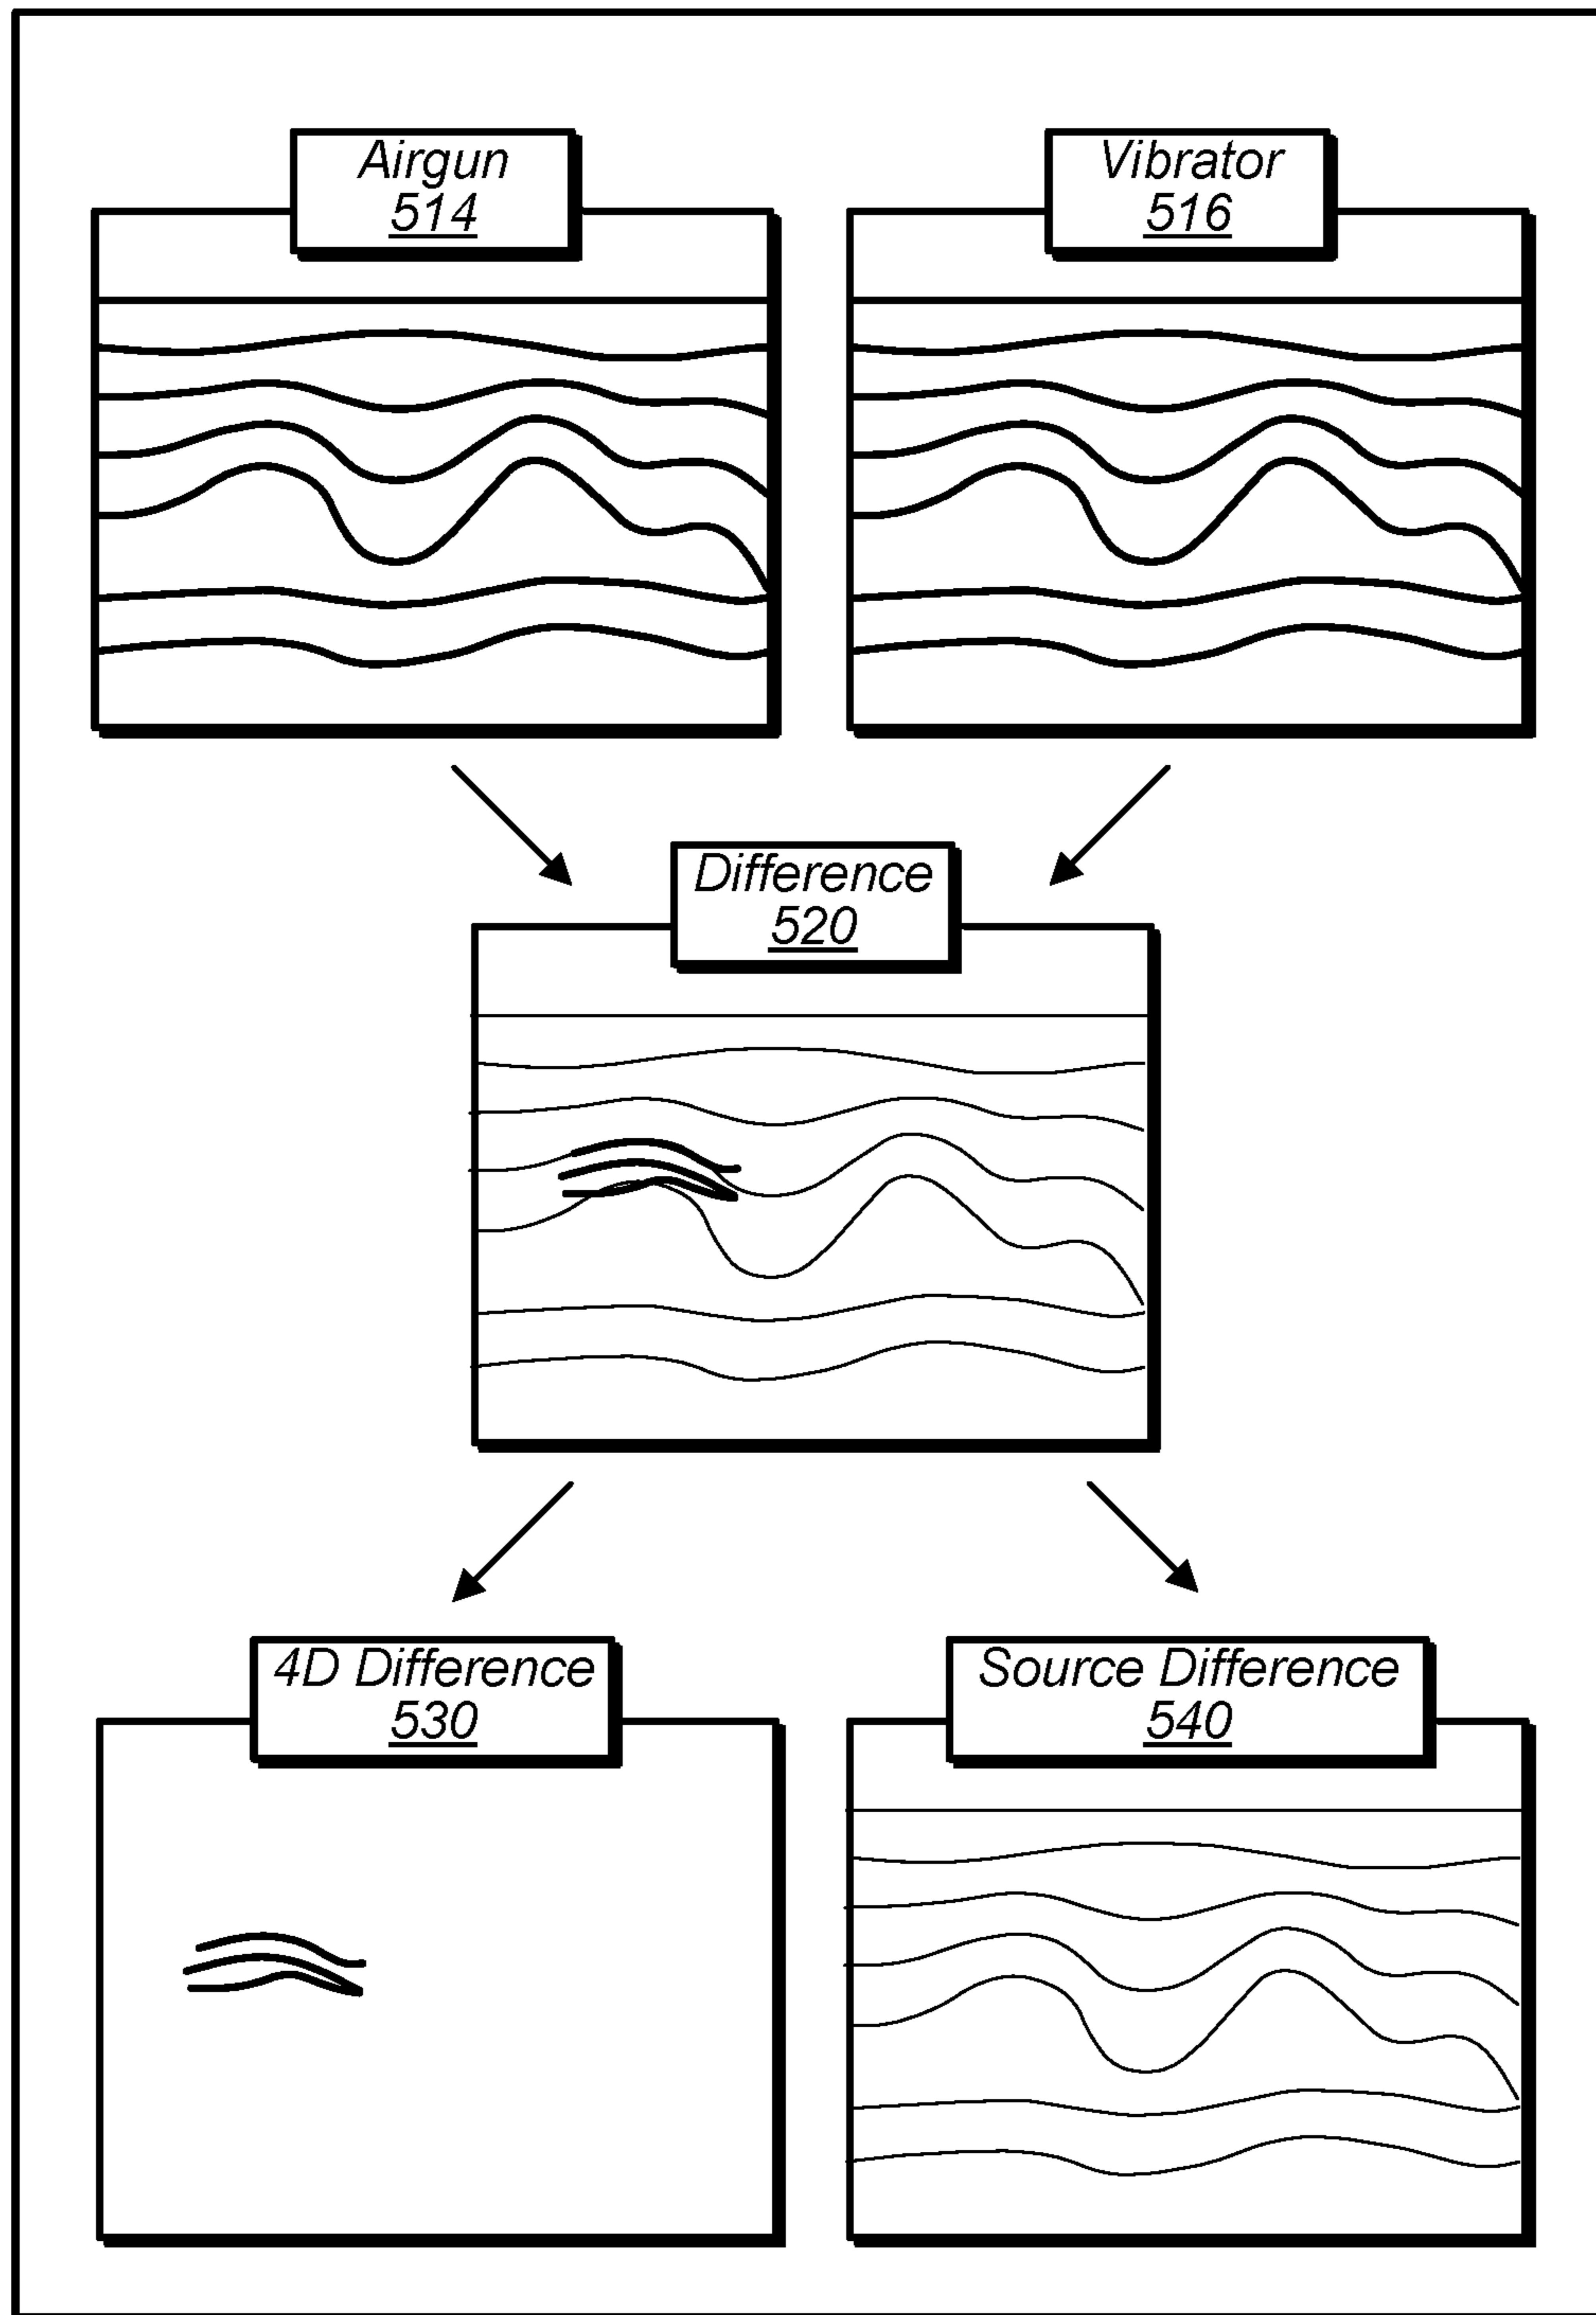 Airgun
514
Vibrator
516
Difference
520
4D Difference
530
Source Difference
540